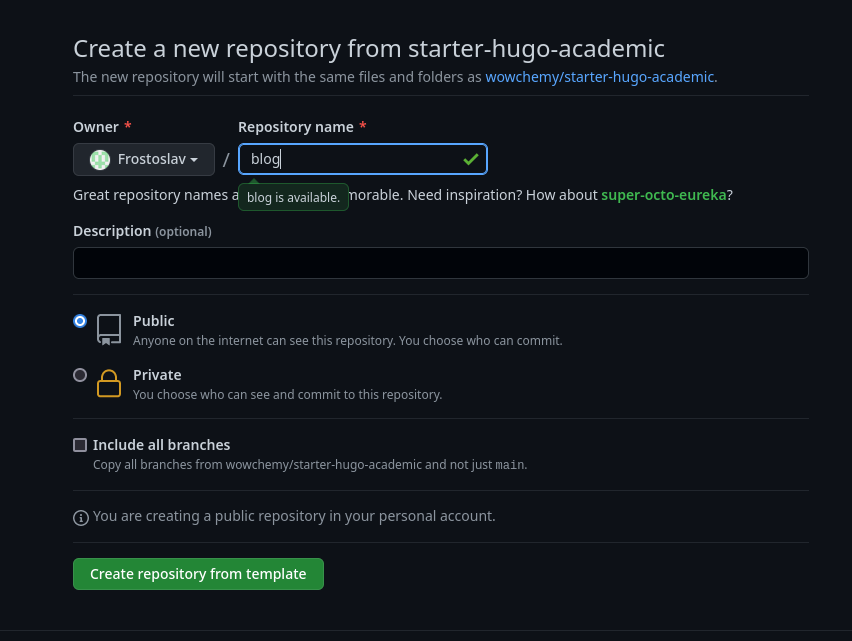 Create a new repository from starter-hugo-academic
The new repository will start with the same files and folders as wowchemy/starter-hugo-academic.
Owner * Repository name *
Frostoslav / blog
Great repository names a morable. Need inspiration? How about super-octo-eureka?
blog is available.
Description (optional)
Public
Anyone on the internet can see this repository. You choose who can commit.
Private
You choose who can see and commit to this repository.
Include all branches
Copy all branches from wowchemy/starter-hugo-academic and not just main.
You are creating a public repository in your personal account.
Create repository from template